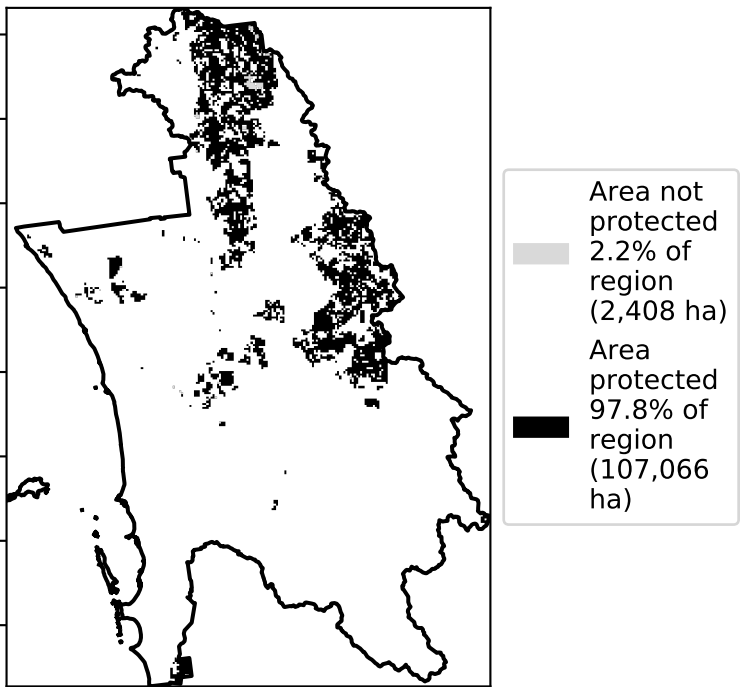 Area not
protected
2.2% of
region
(2,408 ha)
Area
protected
97.8% of
region
(107,066
ha)